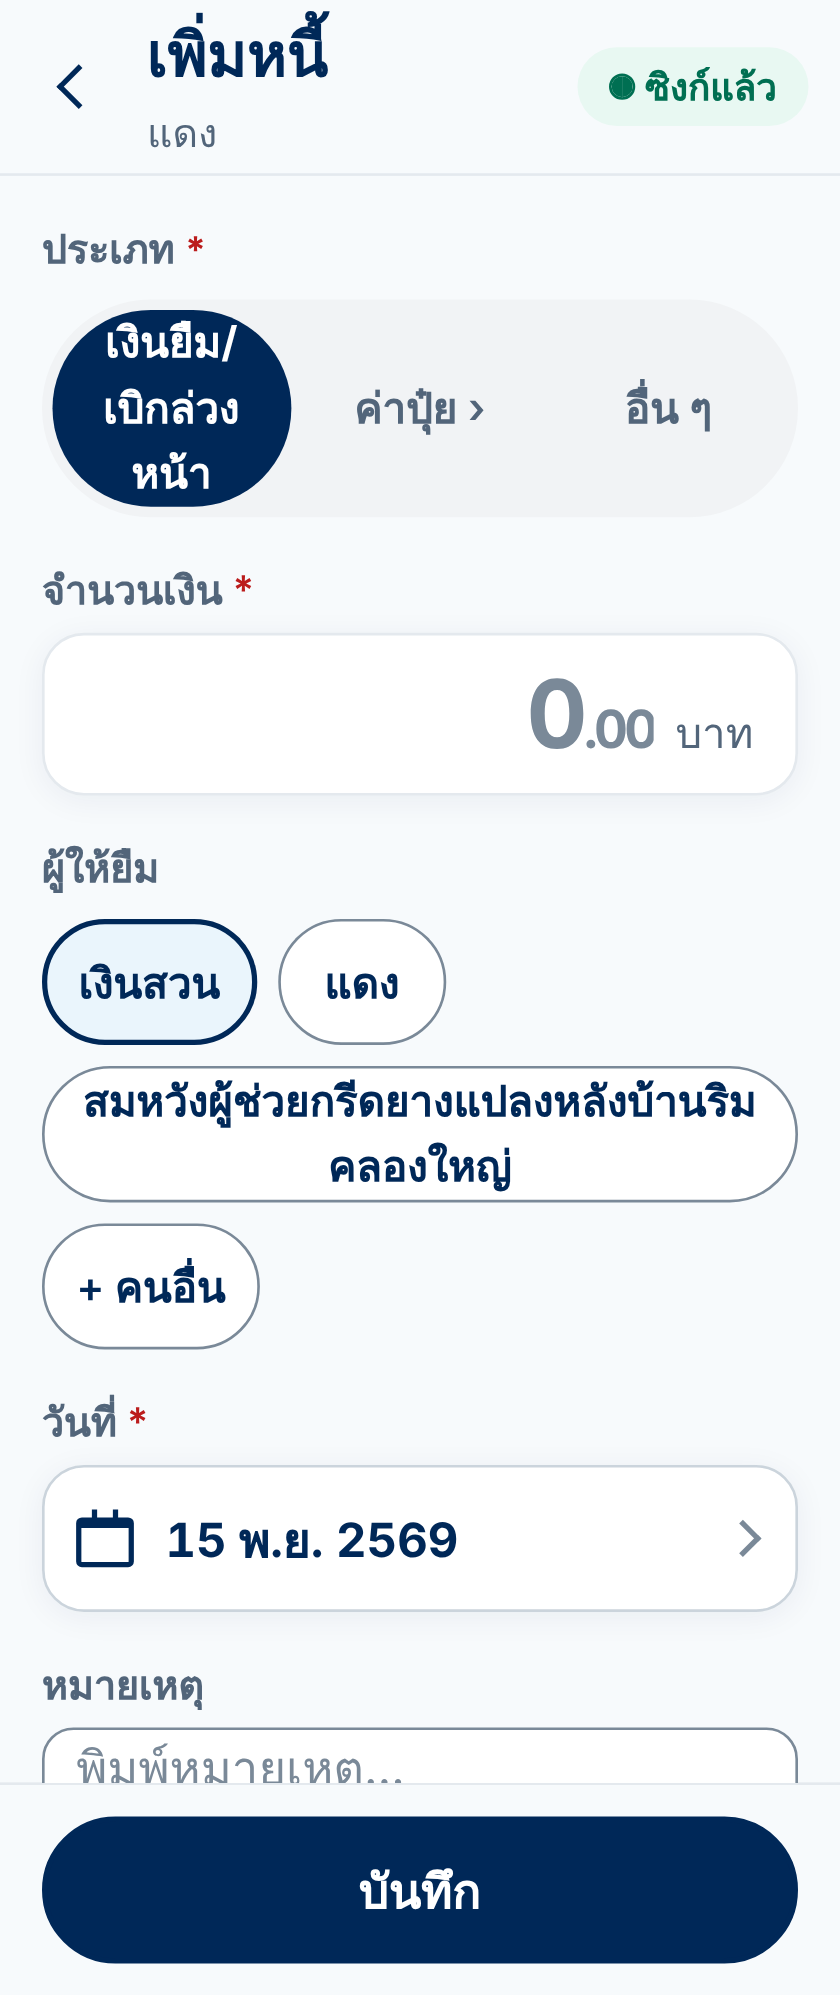 เพิ่มหนี้
แดง
ซิงก์แล้ว
ประเภท *
เงินยืม/
เบิกล่วง
หน้า
ค่าปุ๋ย ›
อื่น ๆ
จำนวนเงิน *
0.00 บาท
ผู้ให้ยืม
เงินสวน
แดง
สมหวังผู้ช่วยกรีดยางแปลงหลังบ้านริม
คลองใหญ่
+ คนอื่น
วันที่ *
15 พ.ย. 2569
หมายเหตุ
พิมพ์หมายเหตุ...
บันทึก